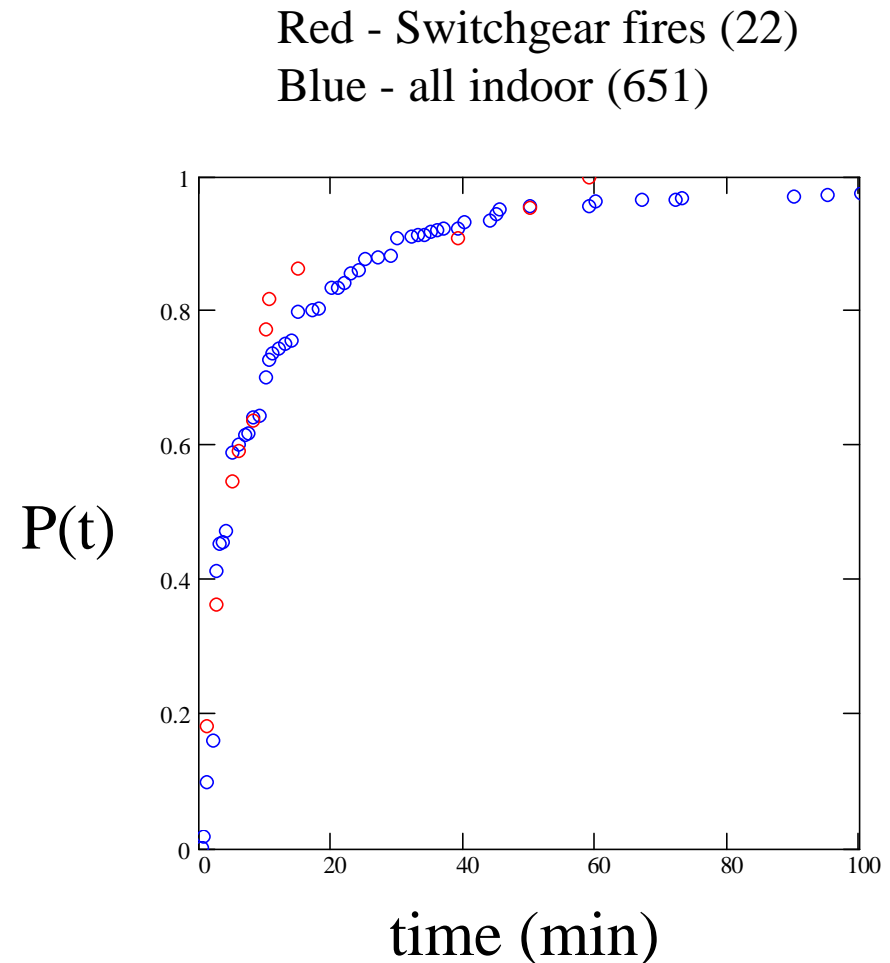 Red - Switchgear fires (22)
Blue - all indoor (651)
1
0.8
0.6
P(t)
0.4
0.2
0
0 20 40 60 80 100
time (min)